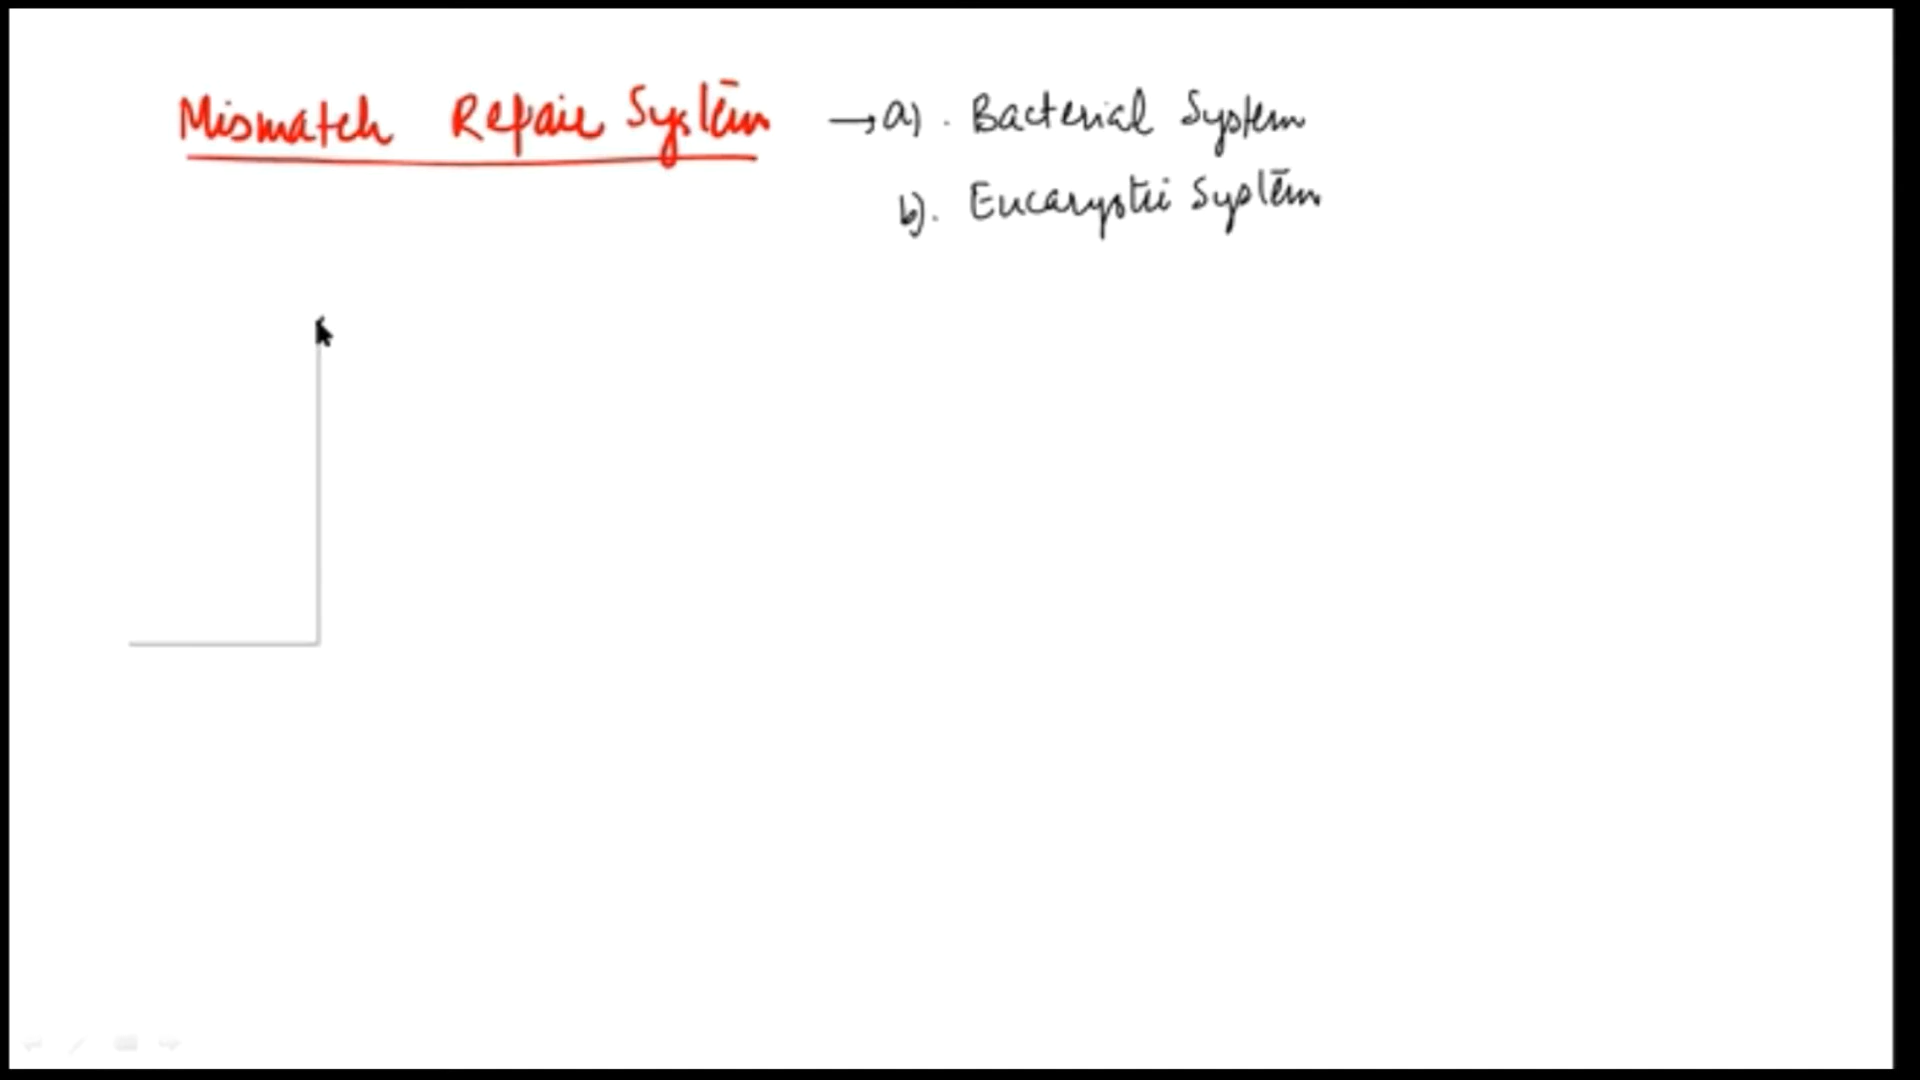 Mismatch Repair System → a). Bacterial System
b). Eucaryotic System